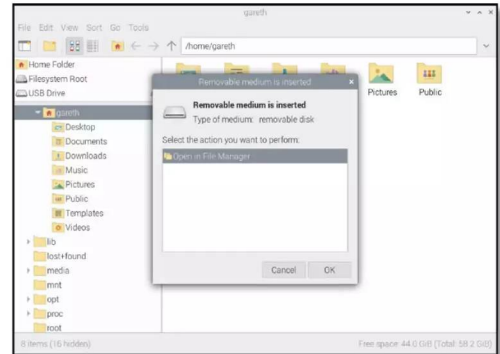 gareth
File Edit View Sort Go Tools
/home/gareth
Home Folder
Filesystem Root
USB Drive
gareth
Desktop
Documents
Downloads
Music
Pictures
Public
Templates
Videos
lib
lost+found
media
mnt
opt
proc
root
Pictures Public
Removable medium is inserted
Removable medium is inserted
Type of medium: removable disk
Select the action you want to perform:
Open in File Manager
Cancel OK
8 items (16 hidden) Free space: 44.0 GiB (Total: 58.2 GiB)